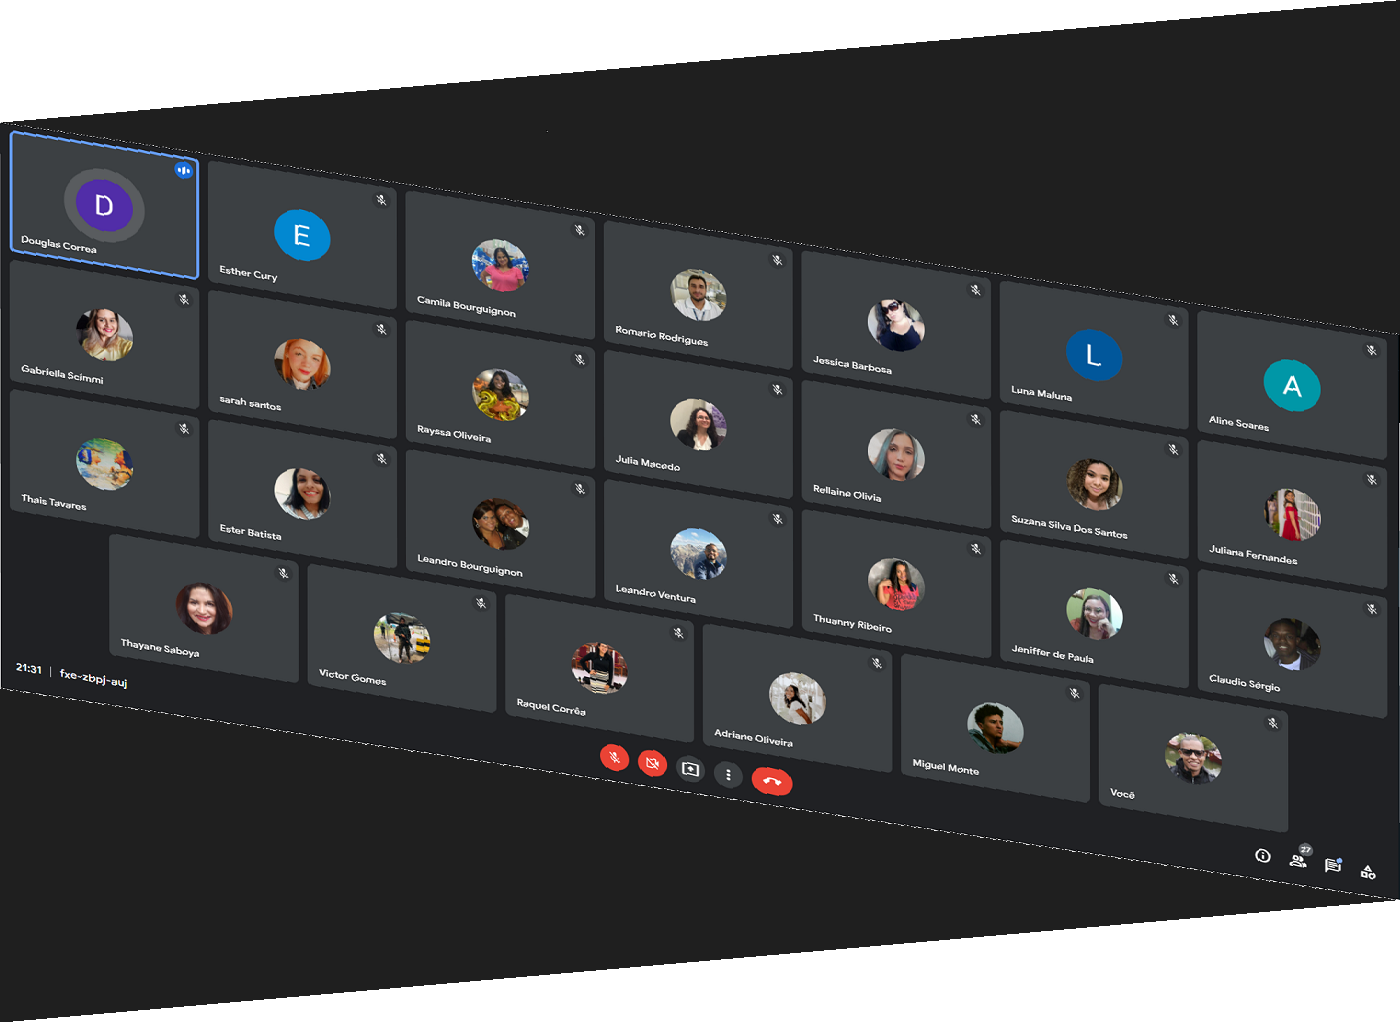 D
Douglas Correa
E
Esther Cury
Camila Bourguignon
Romario Rodrigues
Jessica Barbosa
L
Luna Maluna
A
Aline Soares
Gabriella Scimmi
sarah santos
Rayssa Oliveira
Julia Macedo
Rellaine Olivia
Suzana Silva Dos Santos
Juliana Fernandes
Thais Tavares
Ester Batista
Leandro Bourguignon
Leandro Ventura
Thuanny Ribeiro
Jeniffer de Paula
Claudio Sérgio
Thayane Saboya
Victor Gomes
Raquel Corrêa
Adriane Oliveira
Miguel Monte
Você
21:31 | fxe-zbpj-auj
27